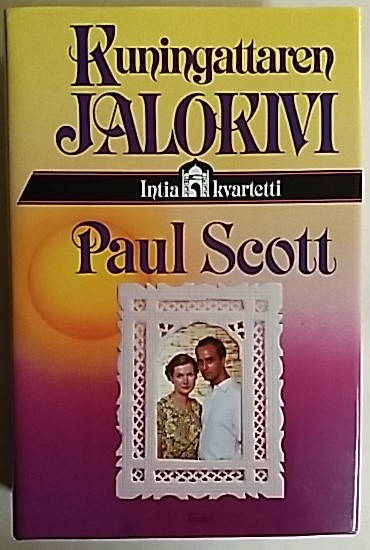 Kuningattaren
JALOKIVI
Intia kvartetti
Paul Scott